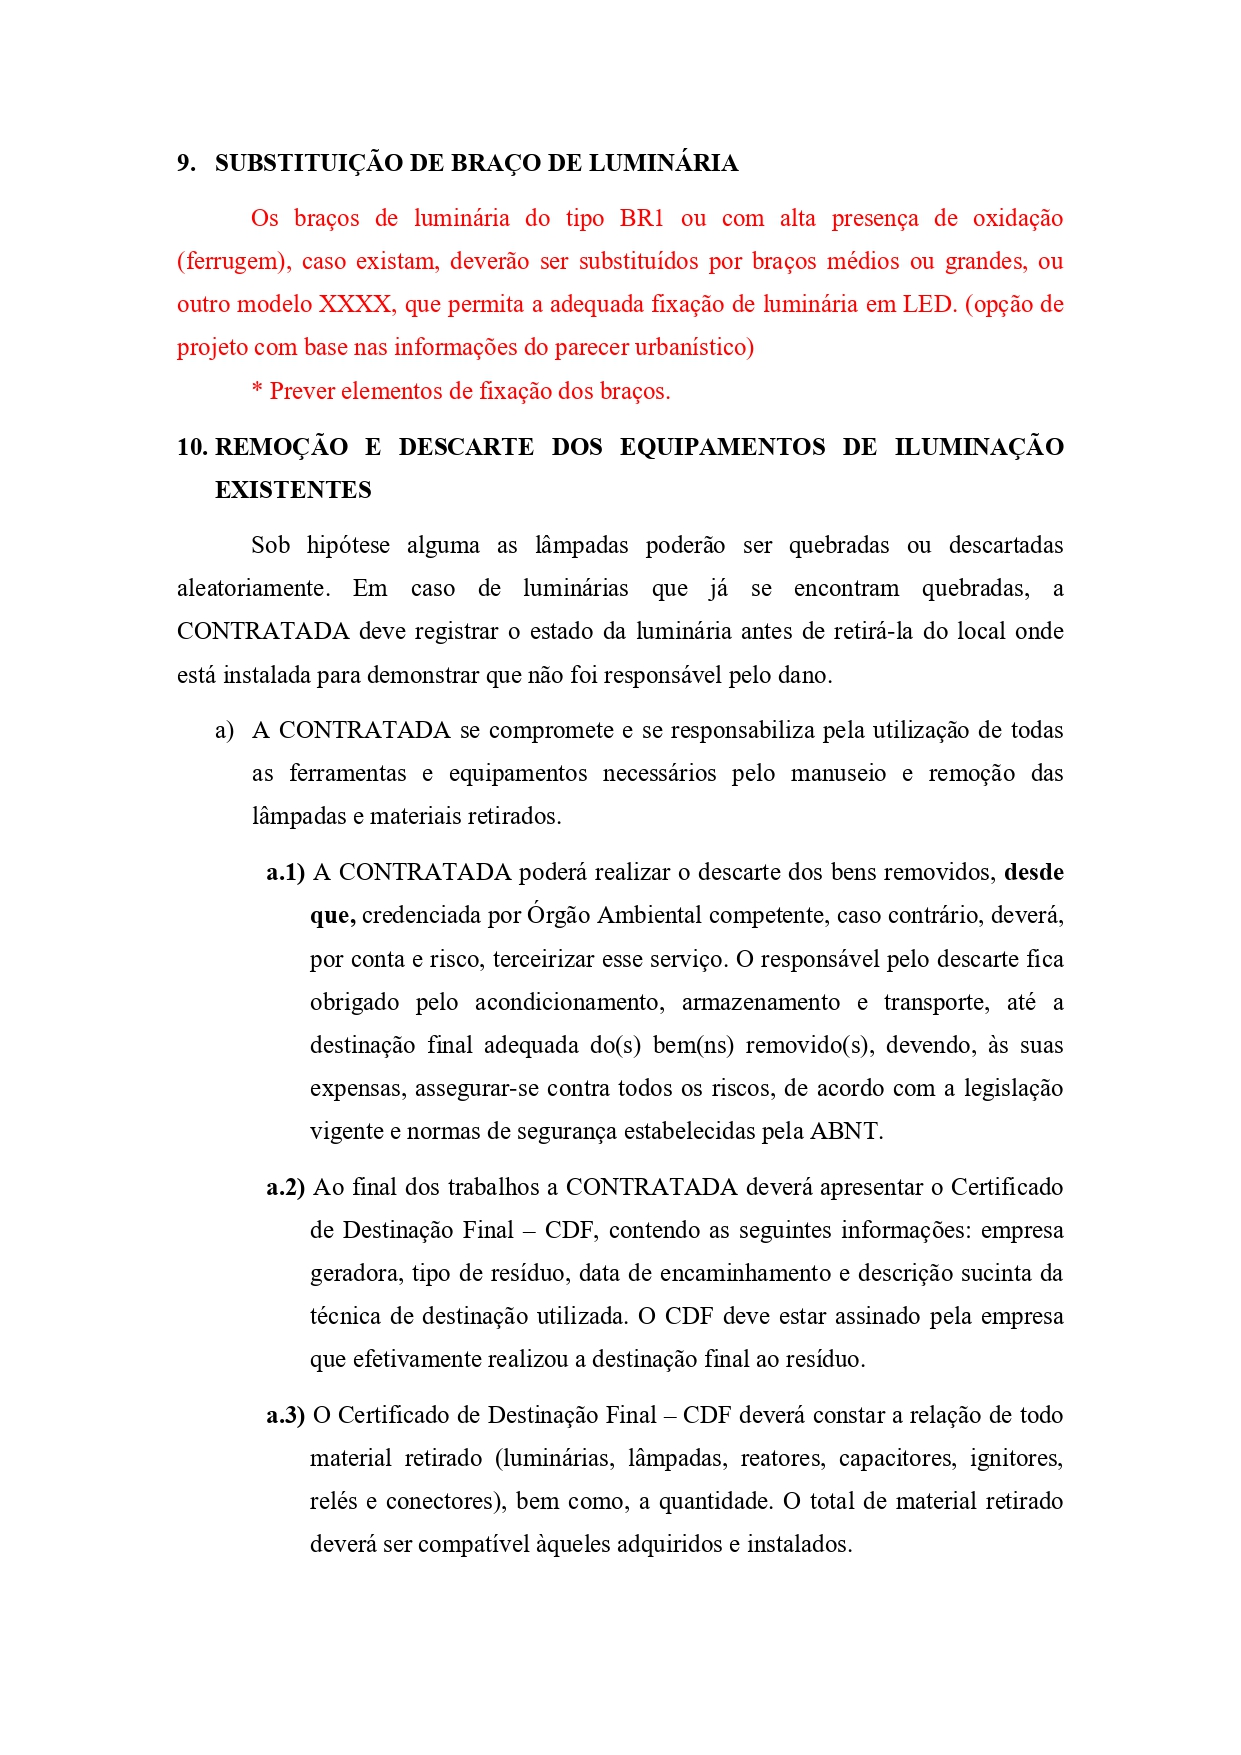 9. SUBSTITUIÇÃO DE BRAÇO DE LUMINÁRIA
Os braços de luminária do tipo BR1 ou com alta presença de oxidação
(ferrugem), caso existam, deverão ser substituídos por braços médios ou grandes, ou
outro modelo XXXX, que permita a adequada fixação de luminária em LED. (opção de
projeto com base nas informações do parecer urbanístico)
* Prever elementos de fixação dos braços.
10. REMOÇÃO E DESCARTE DOS EQUIPAMENTOS DE ILUMINAÇÃO
EXISTENTES
Sob hipótese alguma as lâmpadas poderão ser quebradas ou descartadas
aleatoriamente. Em caso de luminárias que já se encontram quebradas, a
CONTRATADA deve registrar o estado da luminária antes de retirá-la do local onde
está instalada para demonstrar que não foi responsável pelo dano.
a) A CONTRATADA se compromete e se responsabiliza pela utilização de todas
as ferramentas e equipamentos necessários pelo manuseio e remoção das
lâmpadas e materiais retirados.
a.1) A CONTRATADA poderá realizar o descarte dos bens removidos, desde
que, credenciada por Órgão Ambiental competente, caso contrário, deverá,
por conta e risco, terceirizar esse serviço. O responsável pelo descarte fica
obrigado pelo acondicionamento, armazenamento e transporte, até a
destinação final adequada do(s) bem(ns) removido(s), devendo, às suas
expensas, assegurar-se contra todos os riscos, de acordo com a legislação
vigente e normas de segurança estabelecidas pela ABNT.
a.2) Ao final dos trabalhos a CONTRATADA deverá apresentar o Certificado
de Destinação Final – CDF, contendo as seguintes informações: empresa
geradora, tipo de resíduo, data de encaminhamento e descrição sucinta da
técnica de destinação utilizada. O CDF deve estar assinado pela empresa
que efetivamente realizou a destinação final ao resíduo.
a.3) O Certificado de Destinação Final – CDF deverá constar a relação de todo
material retirado (luminárias, lâmpadas, reatores, capacitores, ignitores,
relés e conectores), bem como, a quantidade. O total de material retirado
deverá ser compatível àqueles adquiridos e instalados.